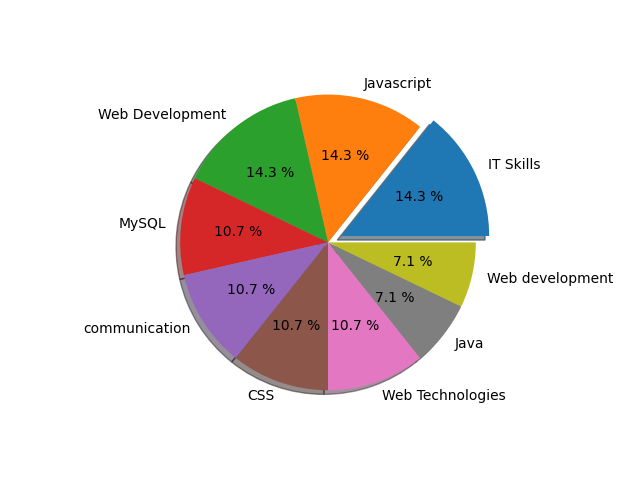 Javascript
Web Development
14.3 %
IT Skills
14.3 %
14.3 %
MySQL
10.7 %
7.1 %
Web development
10.7 %
7.1 %
communication
10.7 %
10.7 %
Java
CSS
Web Technologies